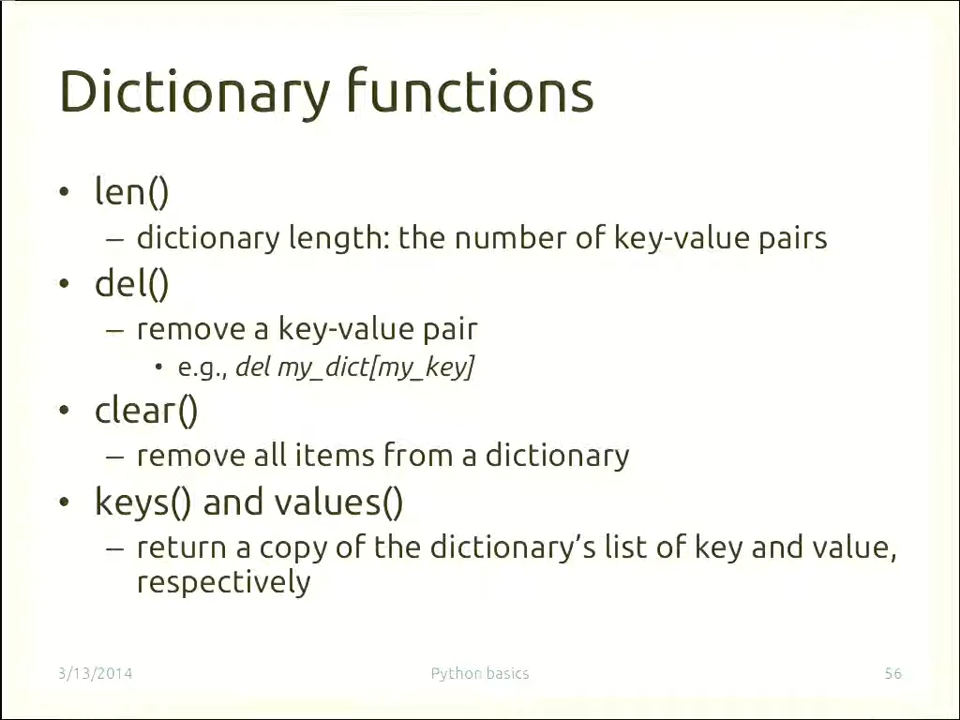 Dictionary functions
• len()
– dictionary length: the number of key-value pairs
• del()
– remove a key-value pair
• e.g., del my_dict[my_key]
• clear()
– remove all items from a dictionary
• keys() and values()
– return a copy of the dictionary’s list of key and value,
respectively
3/13/2014 Python basics 56